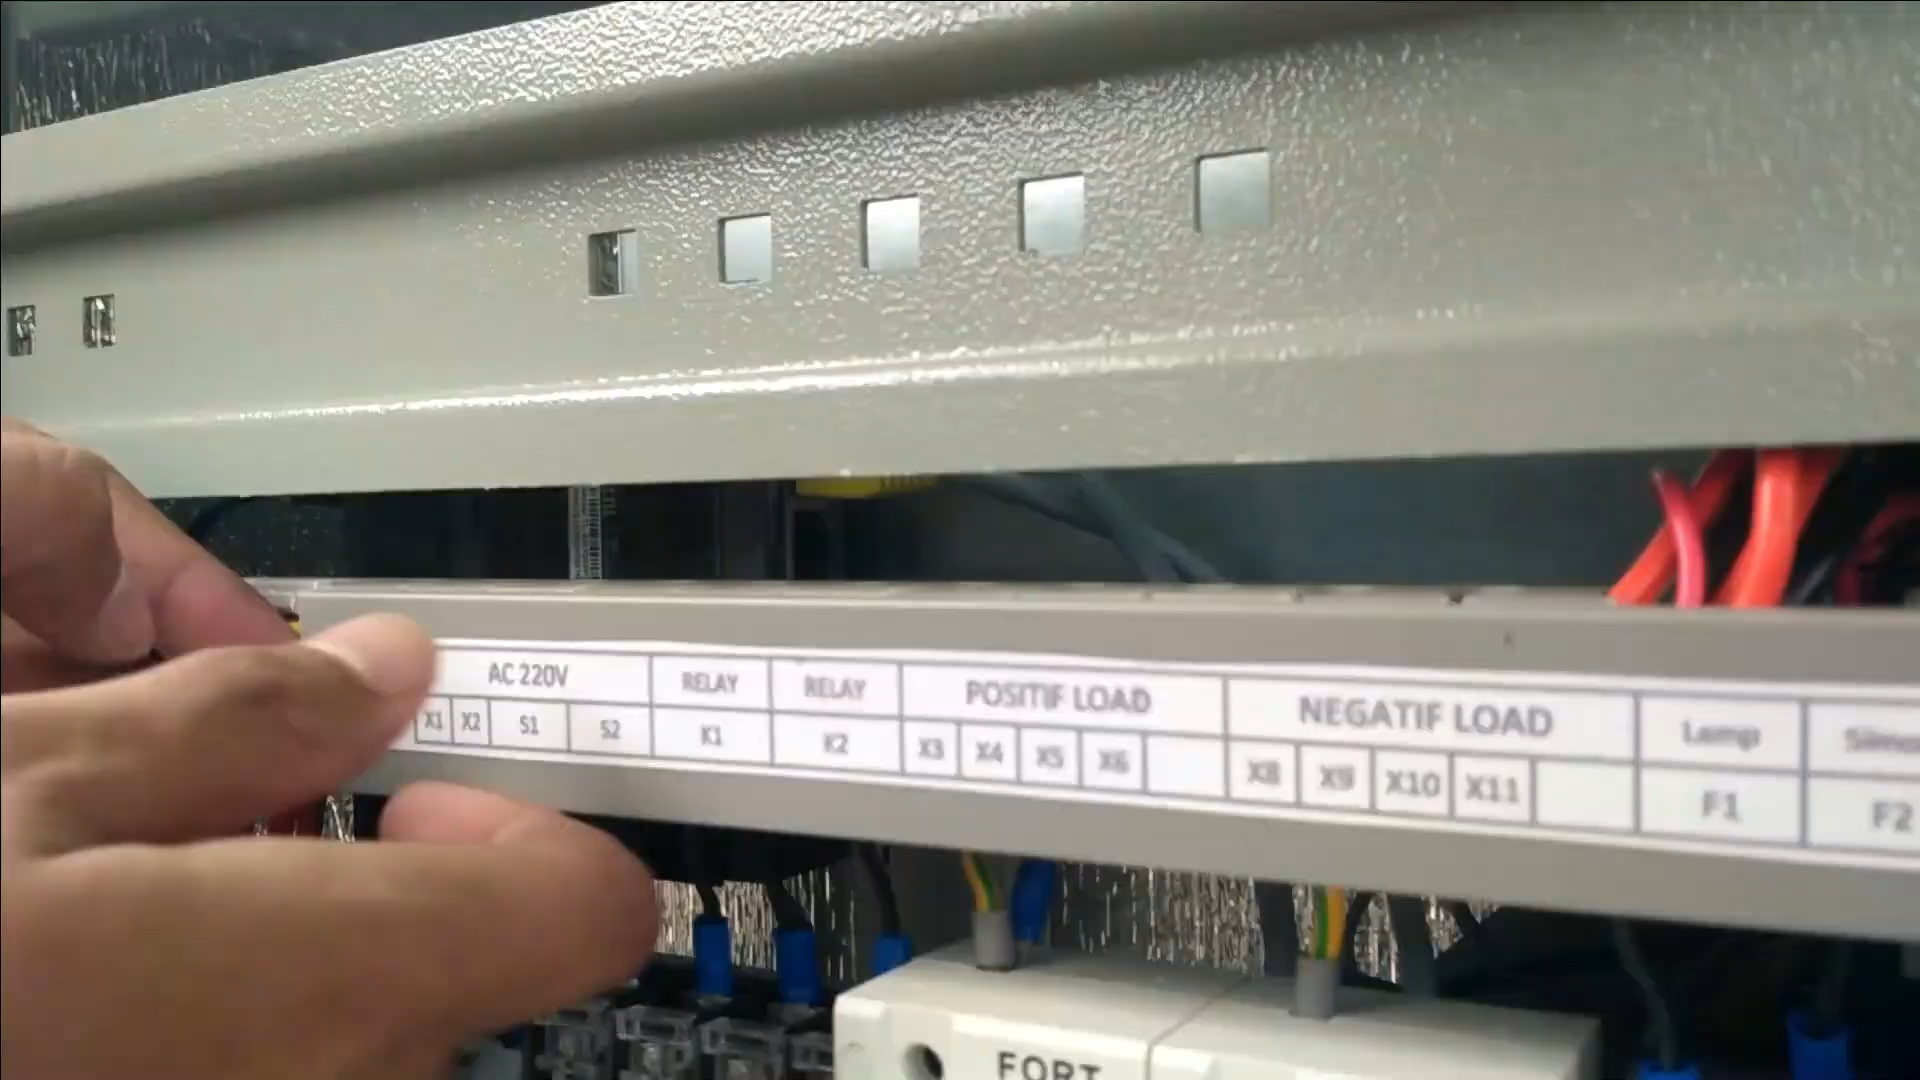 AC 220V RELAY RELAY POSITIF LOAD NEGATIF LOAD Lamp
X1 X2 S1 S2 K1 K2 X3 X4 X5 X6 X8 X9 X10 X11 F1 F2
FORT